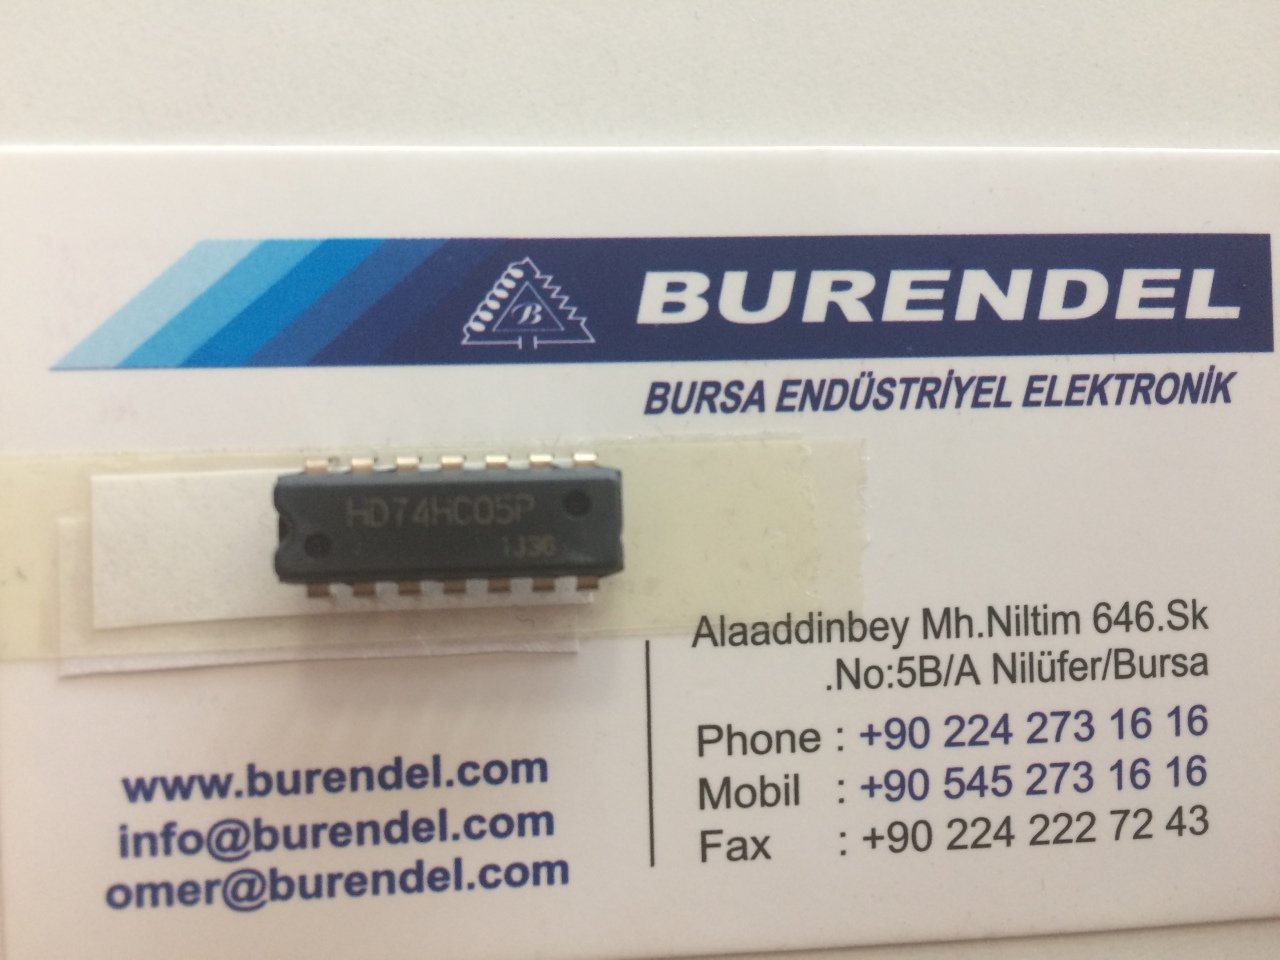 B
BURENDEL
BURSA ENDÜSTRİYEL ELEKTRONİK
HD74HC05P
1J36
Alaaddinbey Mh.Niltim 646.Sk
.No:5B/A Nilüfer/Bursa
Phone : +90 224 273 16 16
Mobil : +90 545 273 16 16
Fax : +90 224 222 72 43
www.burendel.com
info@burendel.com
omer@burendel.com